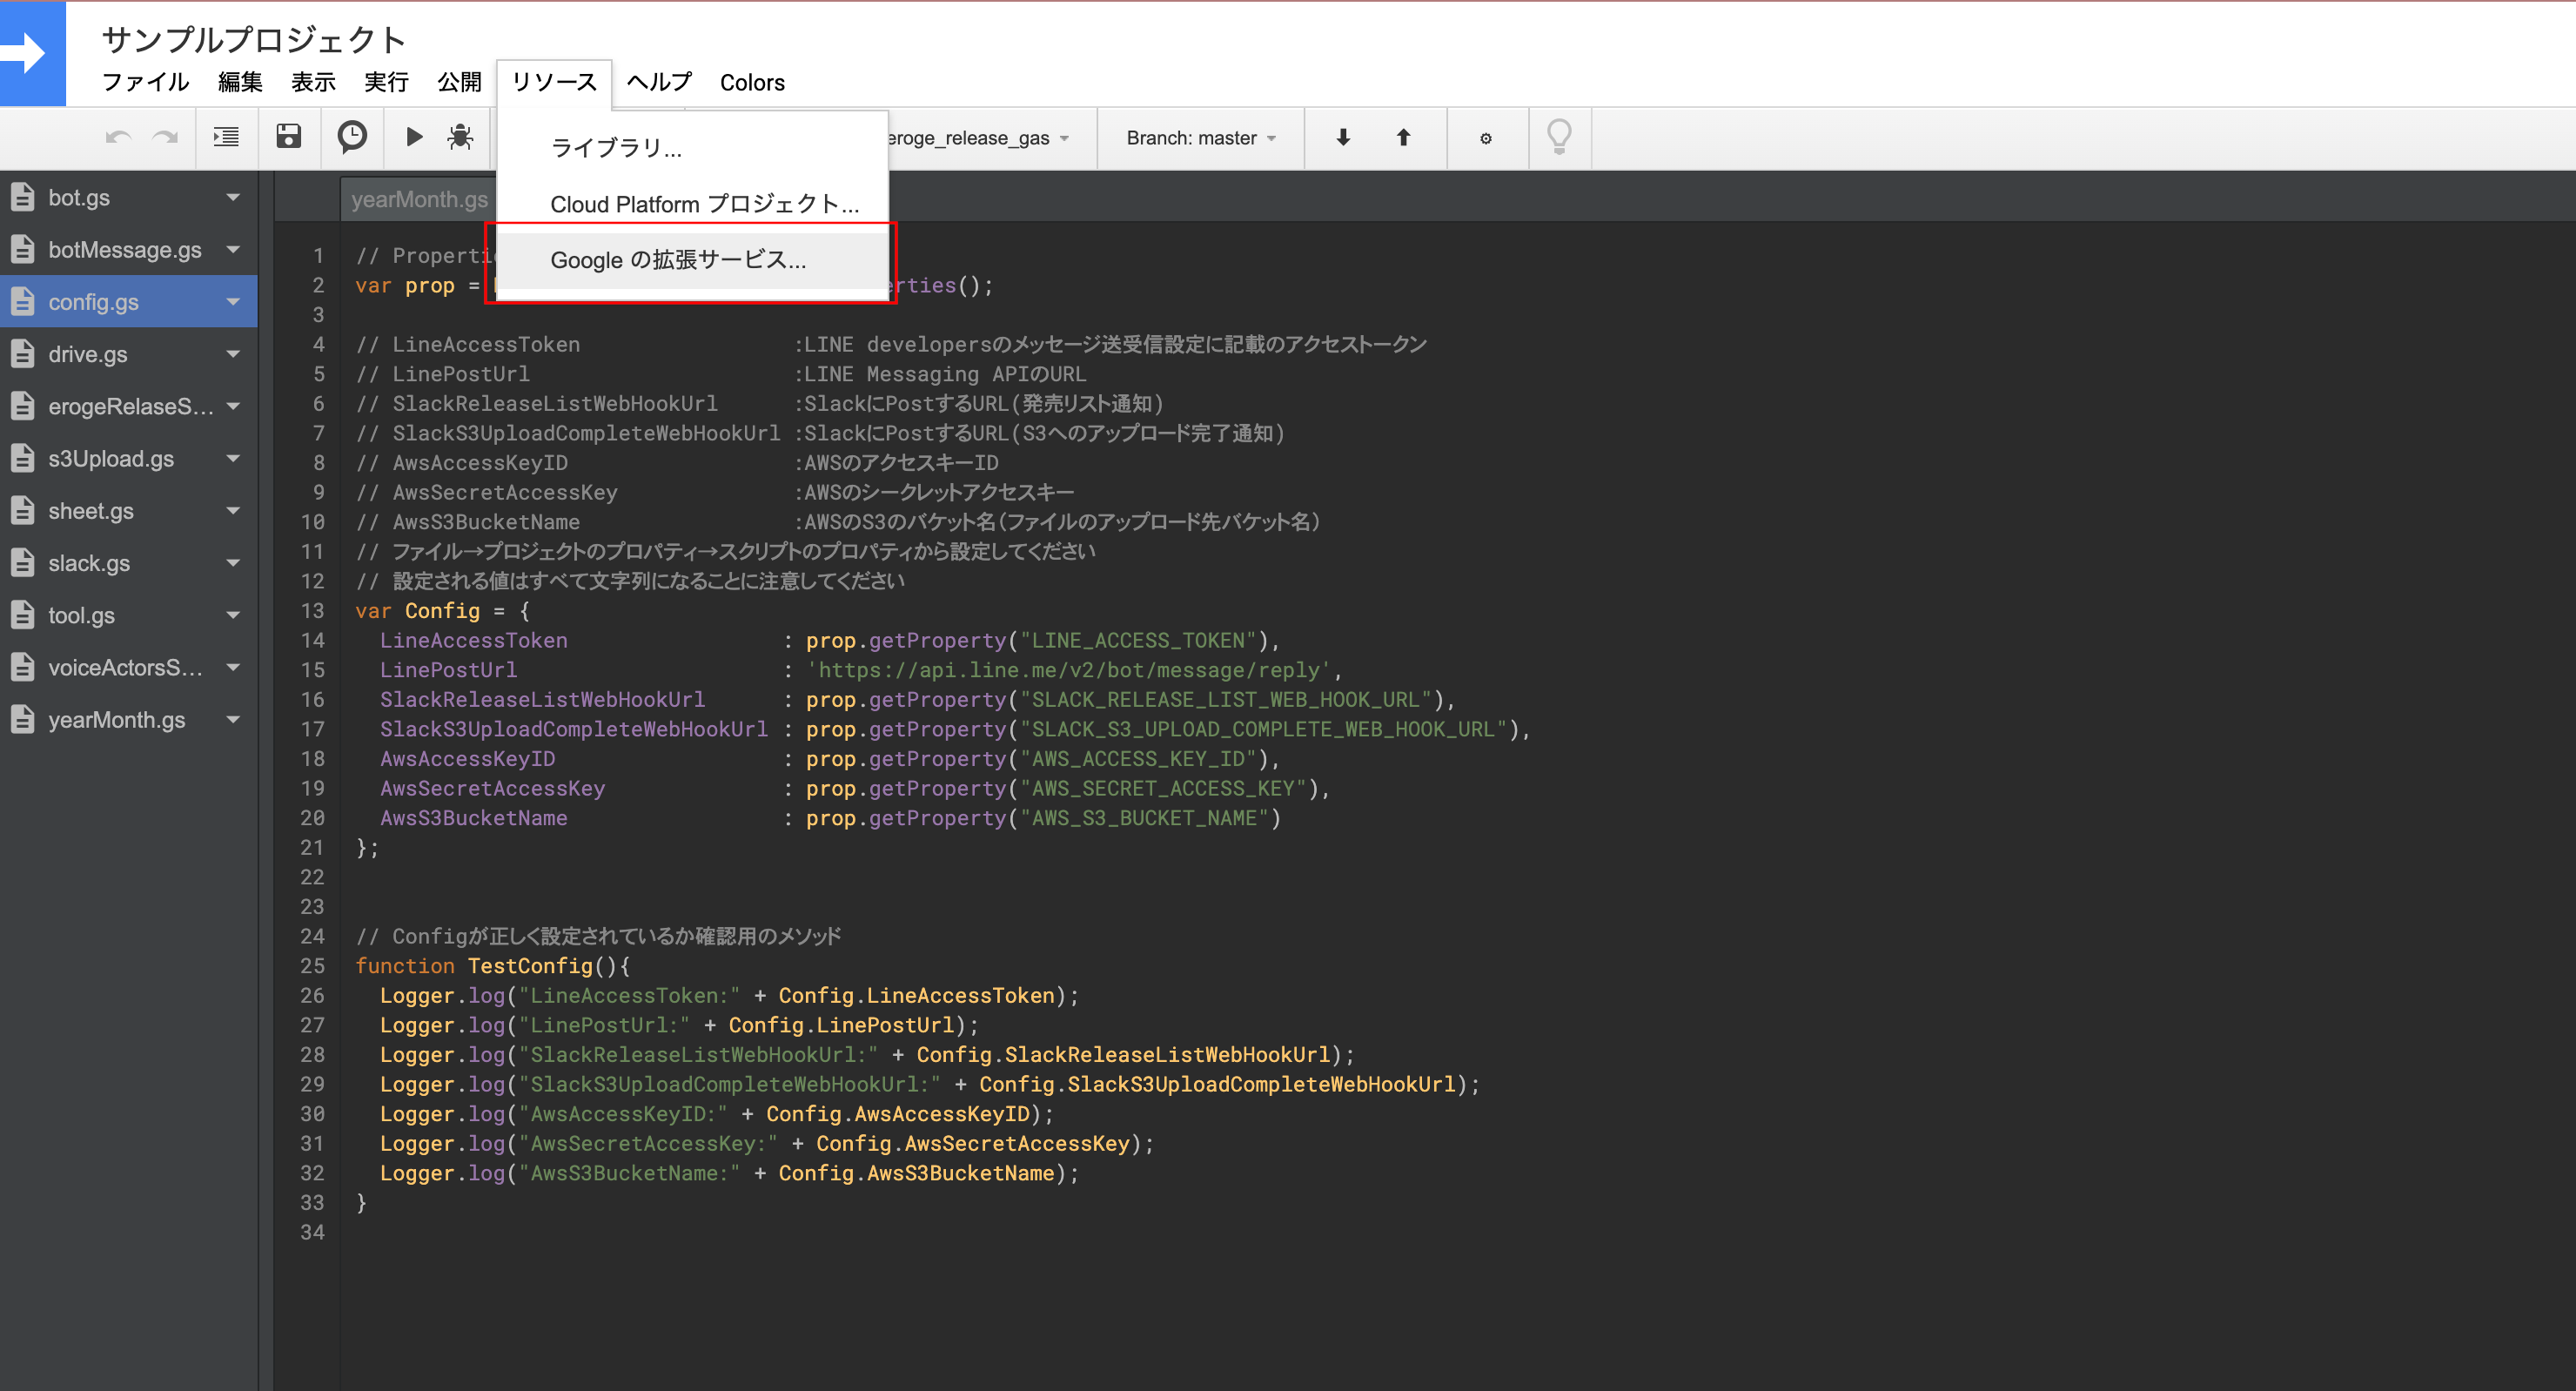 サンプルプロジェクト
ファイル 編集 表示 実行 公開 リソース ヘルプ Colors
ライブラリ...
Cloud Platform プロジェクト...
Google の拡張サービス...
eroge_release_gas
Branch: master
bot.gs
botMessage.gs
config.gs
drive.gs
erogeRelaseS...
s3Upload.gs
sheet.gs
slack.gs
tool.gs
voiceActorsS...
yearMonth.gs
yearMonth.gs
1 // Properti
2 var prop = erties();
3
4 // LineAccessToken :LINE developersのメッセージ送受信設定に記載のアクセストークン
5 // LinePostUrl :LINE Messaging APIのURL
6 // SlackReleaseListWebHookUrl :SlackにPostするURL(発売リスト通知)
7 // SlackS3UploadCompleteWebHookUrl :SlackにPostするURL(S3へのアップロード完了通知)
8 // AwsAccessKeyID :AWSのアクセスキーID
9 // AwsSecretAccessKey :AWSのシークレットアクセスキー
10 // AwsS3BucketName :AWSのS3のバケット名(ファイルのアップロード先バケット名)
11 // ファイル→プロジェクトのプロパティ→スクリプトのプロパティから設定してください
12 // 設定される値はすべて文字列になることに注意してください
13 var Config = {
14 LineAccessToken : prop.getProperty("LINE_ACCESS_TOKEN"),
15 LinePostUrl : 'https://api.line.me/v2/bot/message/reply',
16 SlackReleaseListWebHookUrl : prop.getProperty("SLACK_RELEASE_LIST_WEB_HOOK_URL"),
17 SlackS3UploadCompleteWebHookUrl : prop.getProperty("SLACK_S3_UPLOAD_COMPLETE_WEB_HOOK_URL"),
18 AwsAccessKeyID : prop.getProperty("AWS_ACCESS_KEY_ID"),
19 AwsSecretAccessKey : prop.getProperty("AWS_SECRET_ACCESS_KEY"),
20 AwsS3BucketName : prop.getProperty("AWS_S3_BUCKET_NAME")
21 };
22
23
24 // Configが正しく設定されているか確認用のメソッド
25 function TestConfig(){
26 Logger.log("LineAccessToken:" + Config.LineAccessToken);
27 Logger.log("LinePostUrl:" + Config.LinePostUrl);
28 Logger.log("SlackReleaseListWebHookUrl:" + Config.SlackReleaseListWebHookUrl);
29 Logger.log("SlackS3UploadCompleteWebHookUrl:" + Config.SlackS3UploadCompleteWebHookUrl);
30 Logger.log("AwsAccessKeyID:" + Config.AwsAccessKeyID);
31 Logger.log("AwsSecretAccessKey:" + Config.AwsSecretAccessKey);
32 Logger.log("AwsS3BucketName:" + Config.AwsS3BucketName);
33 }
34